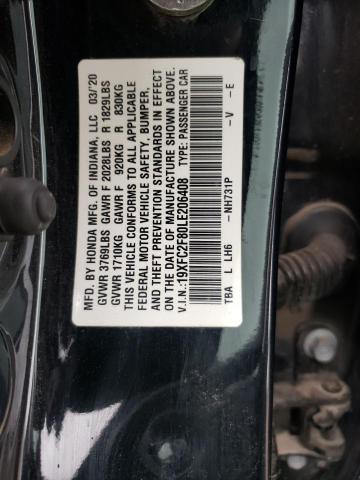 MFD. BY HONDA MFG. OF INDIANA, LLC 03/'20
GVWR 3769LBS GAWR F 2028LBS R 1829LBS
GVWR 1710KG GAWR F 920KG R 830KG
THIS VEHICLE CONFORMS TO ALL APPLICABLE
FEDERAL MOTOR VEHICLE SAFETY, BUMPER,
AND THEFT PREVENTION STANDARDS IN EFFECT
ON THE DATE OF MANUFACTURE SHOWN ABOVE.
V.I.N.:19XFC2F80LE206408 TYPE: PASSENGER CAR
-NH731P -V -E
TBA L LH6